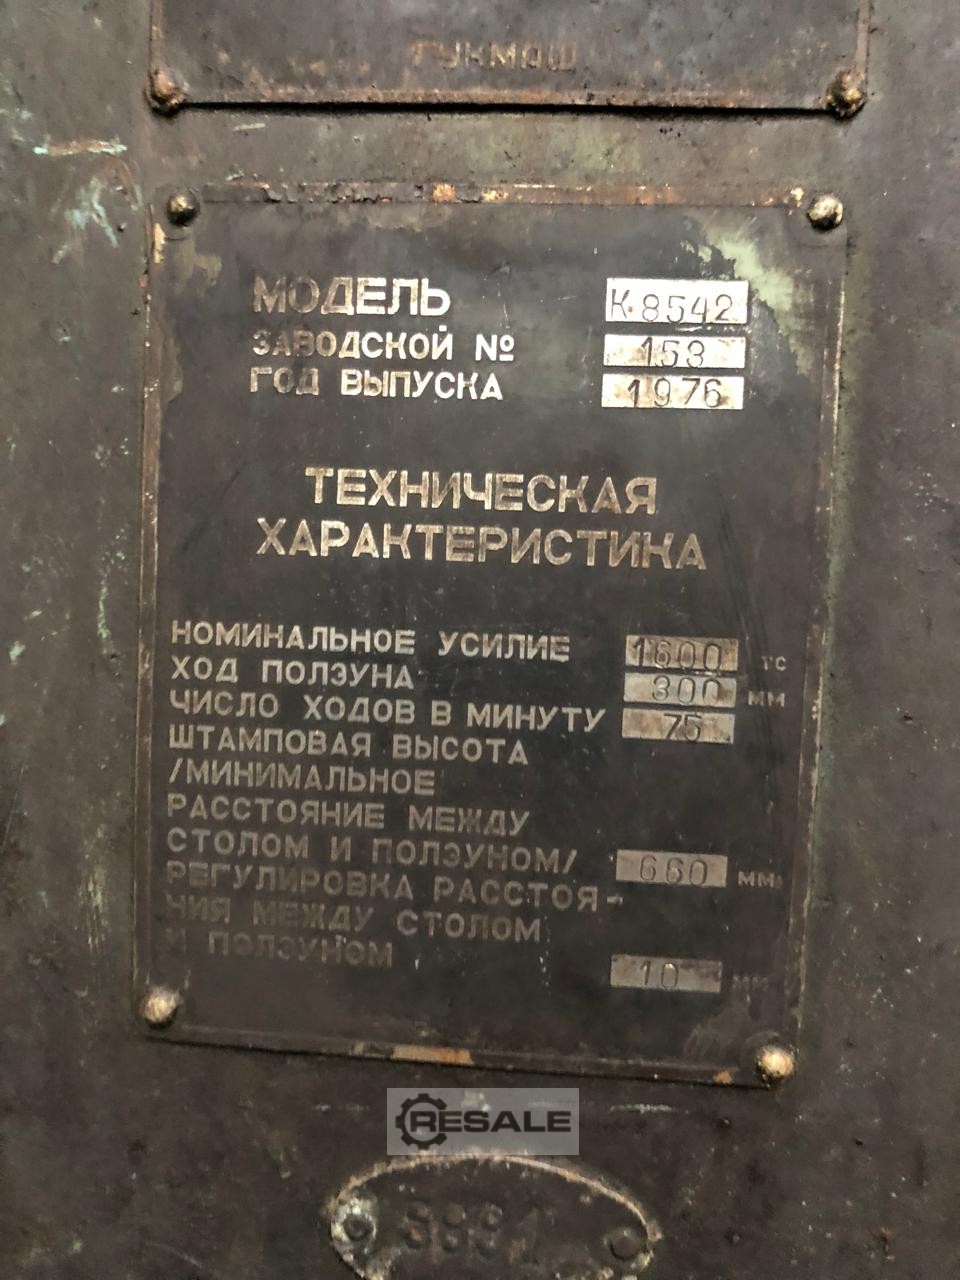 МОДЕЛЬ К.8542
ЗАВОДСКОЙ № 153
ГОД ВЫПУСКА 1976
ТЕХНИЧЕСКАЯ
ХАРАКТЕРИСТИКА
НОМИНАЛЬНОЕ УСИЛИЕ 1600 ТС
ХОД ПОЛЗУНА 300 ММ
ЧИСЛО ХОДОВ В МИНУТУ 75
ШТАМПОВАЯ ВЫСОТА
/МИНИМАЛЬНОЕ
РАССТОЯНИЕ МЕЖДУ
СТОЛОМ И ПОЛЗУНОМ/ 660 ММ
РЕГУЛИРОВКА РАССТОЯ-
НИЯ МЕЖДУ СТОЛОМ
И ПОЛЗУНОМ 10 ММ
RESALE